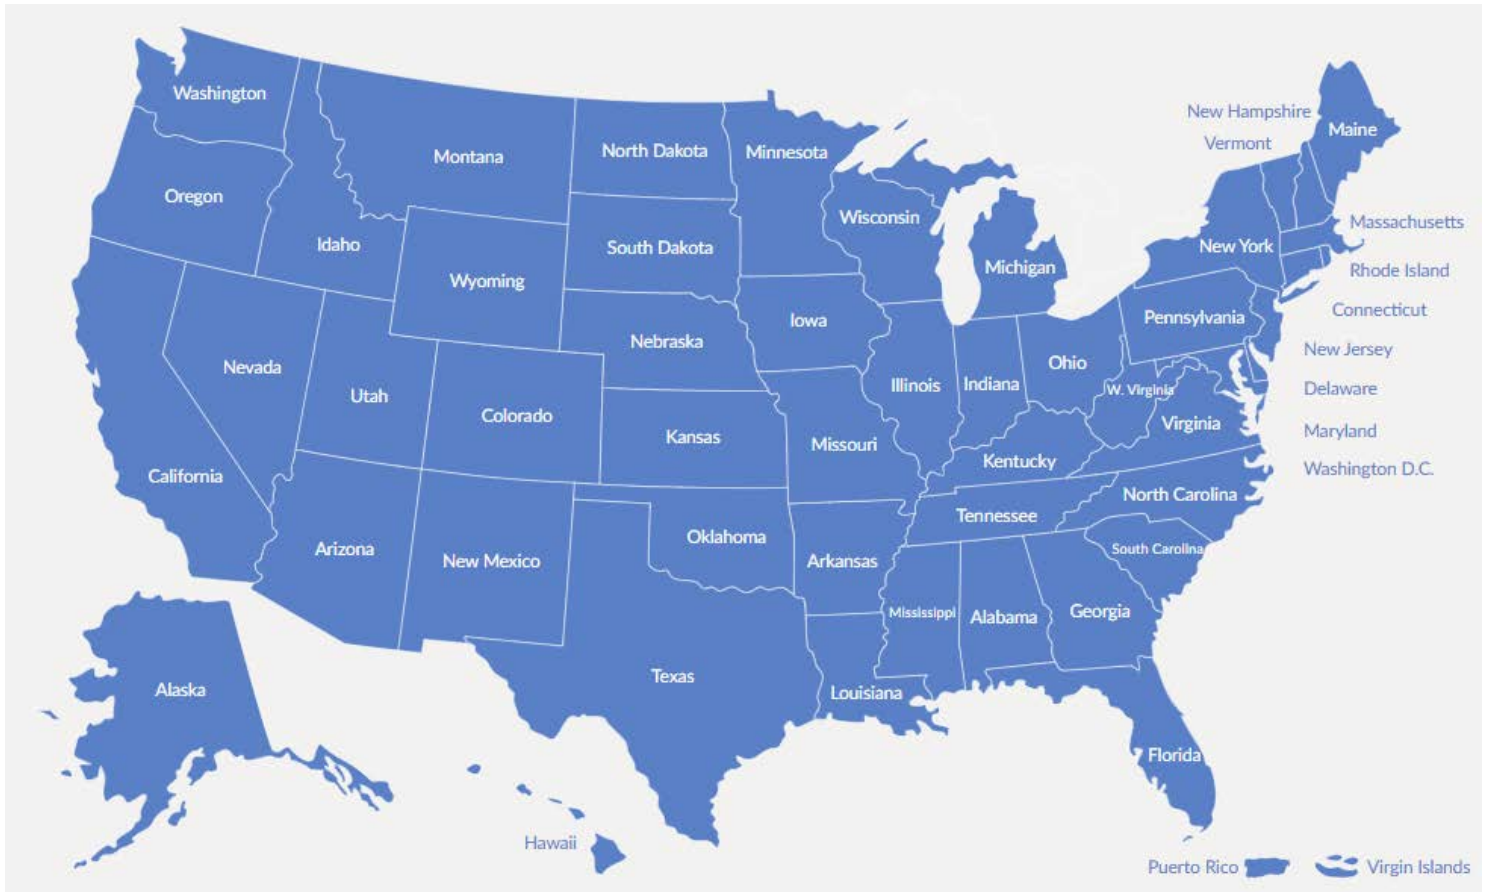 Washington
Montana
North Dakota
Minnesota
New Hampshire
Vermont
Maine
Oregon
Idaho
Wyoming
South Dakota
Wisconsin
Michigan
New York
Massachusetts
Rhode Island
Connecticut
Pennsylvania
New Jersey
Delaware
Maryland
Washington D.C.
Nevada
Utah
Colorado
Nebraska
Iowa
Illinois
Indiana
Ohio
W. Virginia
Virginia
California
Kansas
Missouri
Kentucky
North Carolina
Tennessee
South Carolina
Arizona
New Mexico
Oklahoma
Arkansas
Mississippi
Alabama
Georgia
Texas
Louisiana
Florida
Alaska
Hawaii
Puerto Rico
Virgin Islands